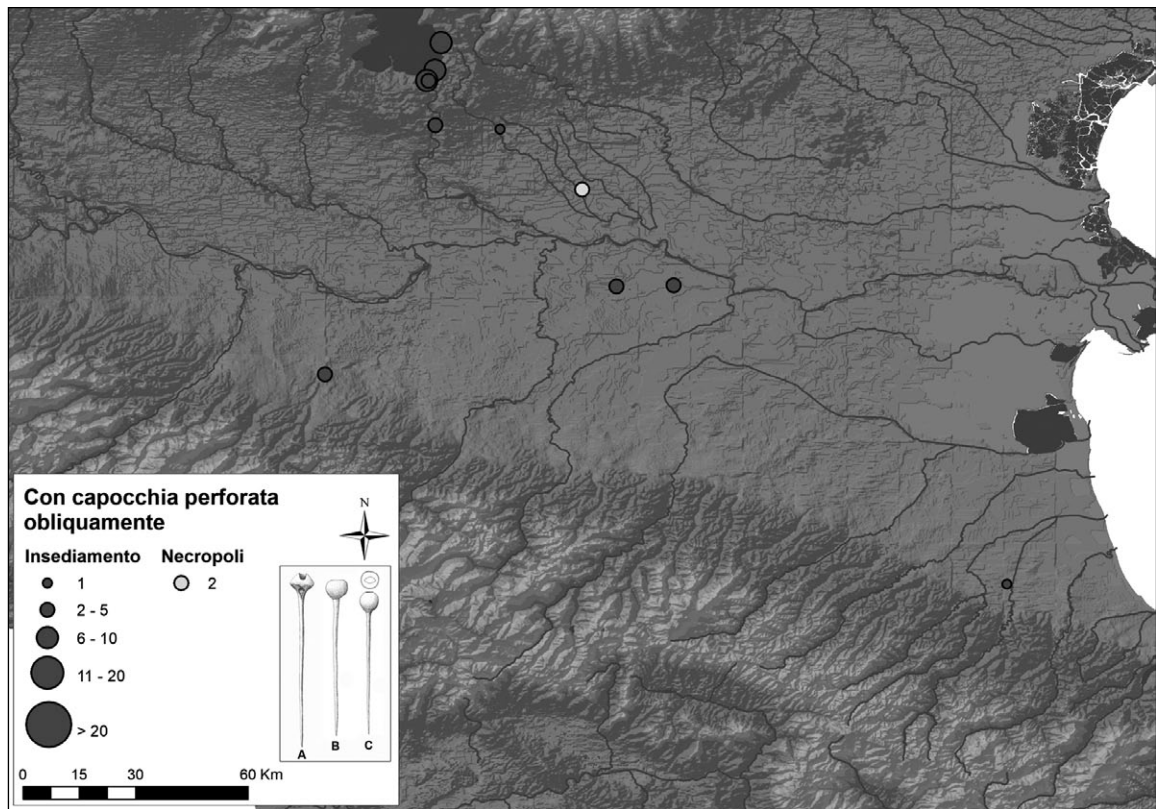 Con capocchia perforata
obliquamente
N
Insediamento Necropoli
1 2
2 - 5
6 - 10
11 - 20
> 20
A B C
0 15 30 60 Km